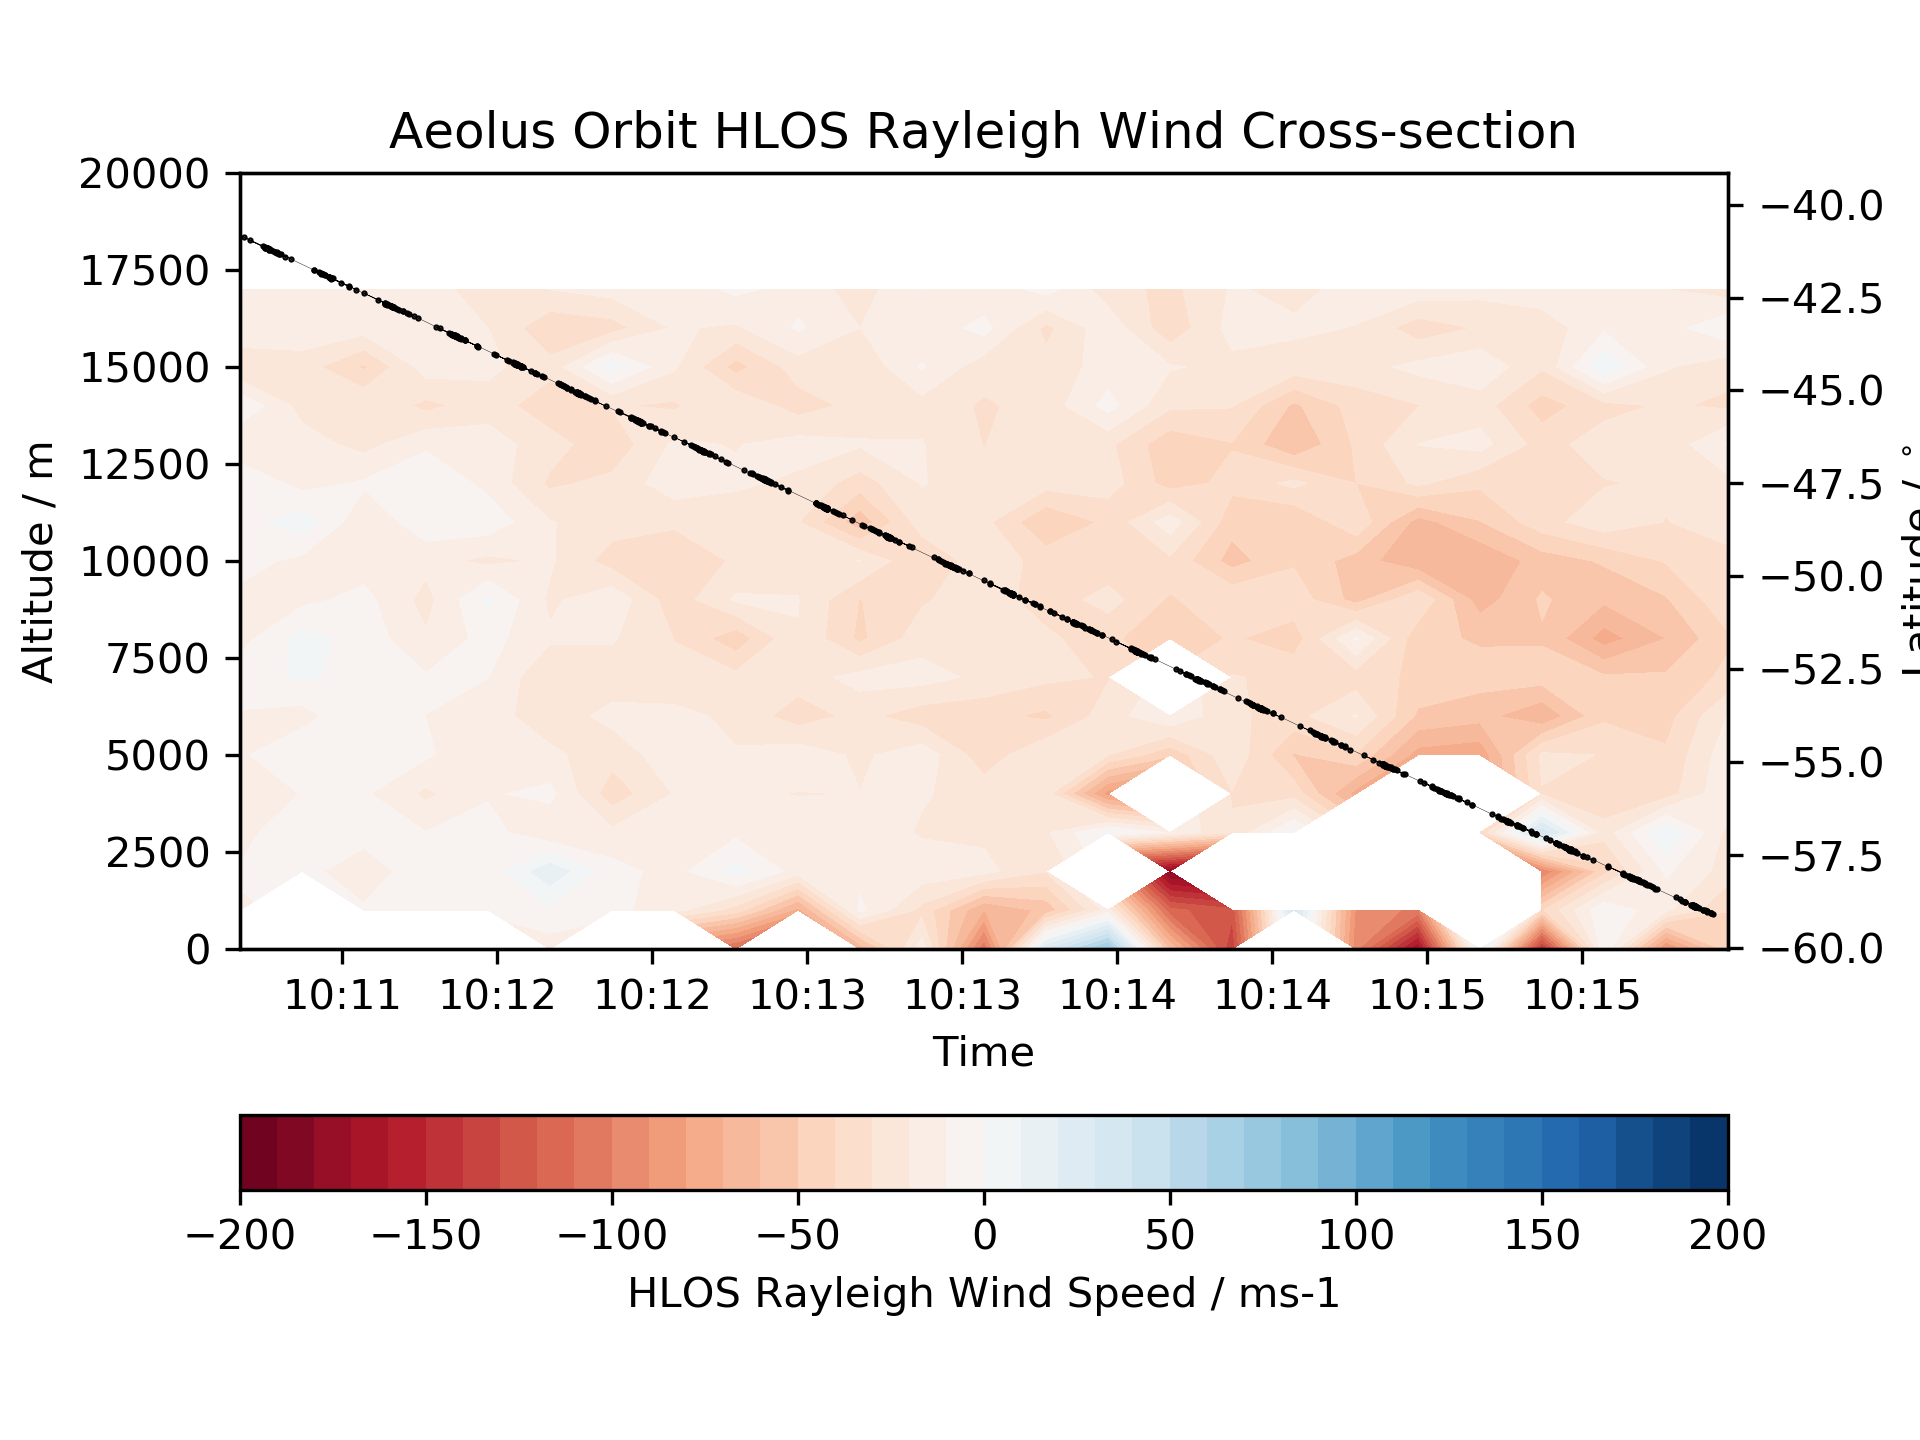 Aeolus Orbit HLOS Rayleigh Wind Cross-section
20000
17500
15000
12500
10000
7500
5000
2500
0
Altitude / m
−40.0
−42.5
−45.0
−47.5
−50.0
−52.5
−55.0
−57.5
−60.0
Latitude / °
10:11 10:12 10:12 10:13 10:13 10:14 10:14 10:15 10:15
Time
−200 −150 −100 −50 0 50 100 150 200
HLOS Rayleigh Wind Speed / ms-1